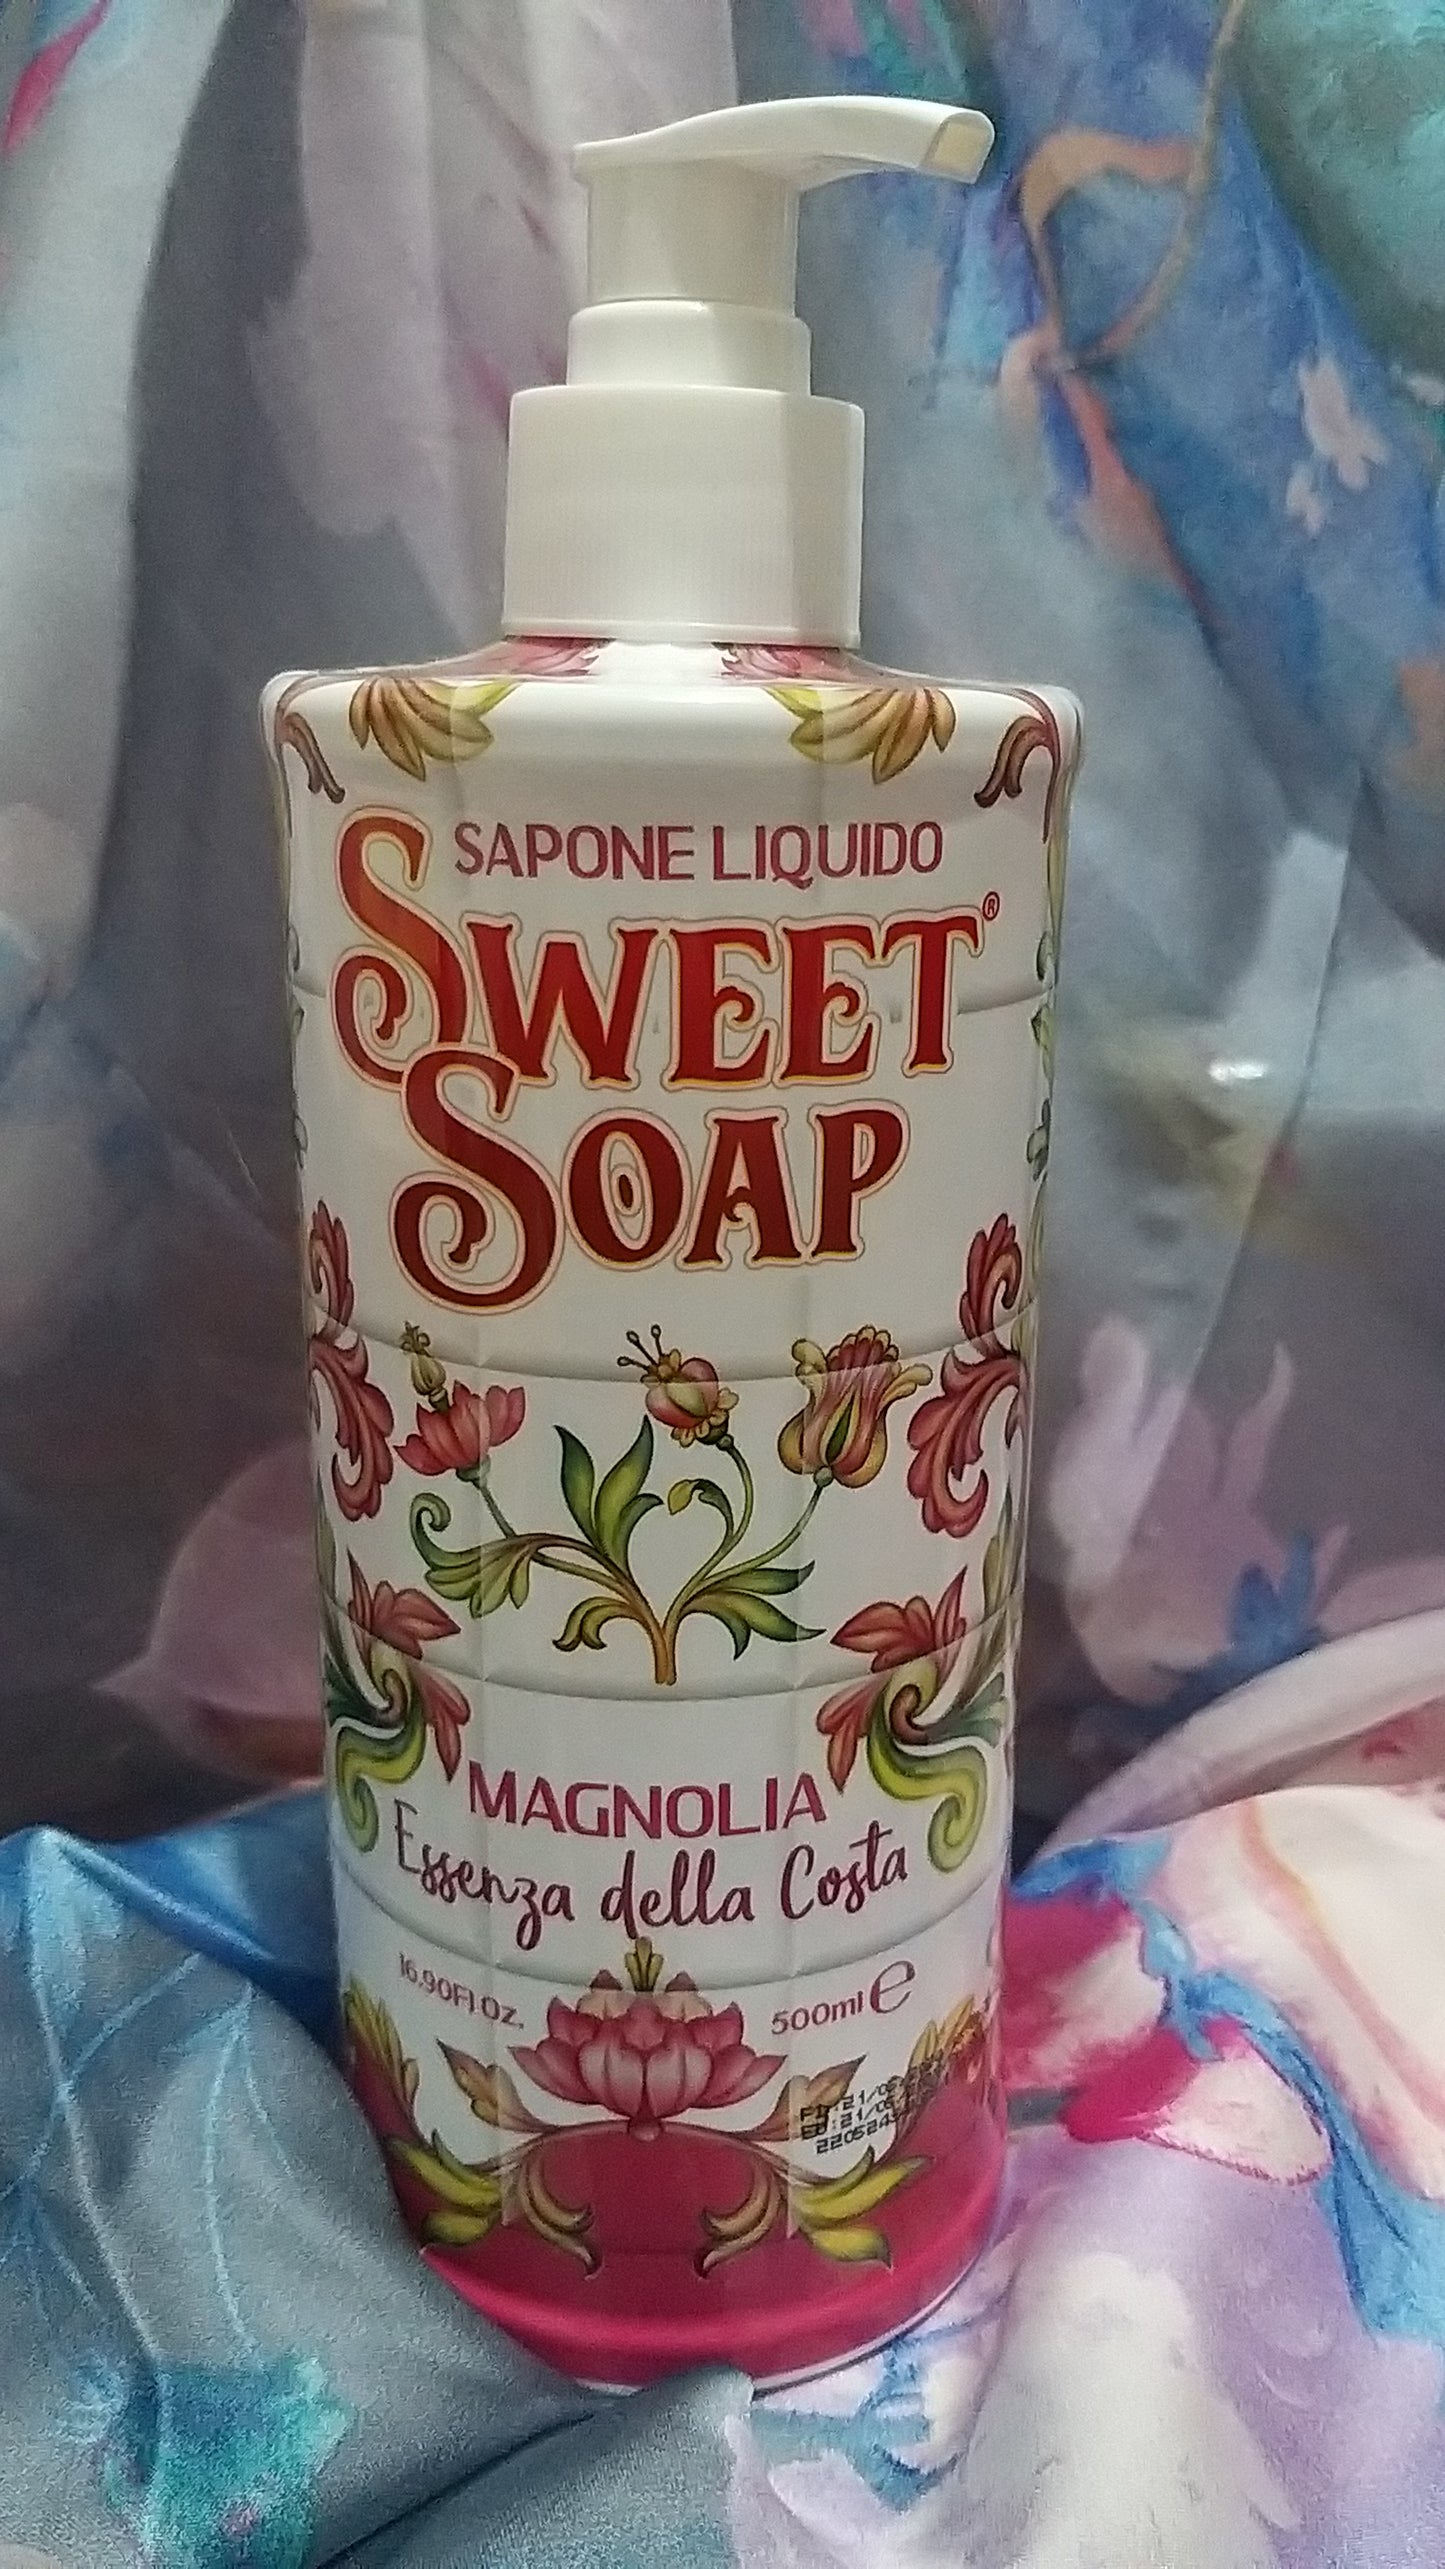 SAPONE LIQUIDO
SWEET®
SOAP
MAGNOLIA
Essenza della Costa
16.90Fl Oz.
500ml e